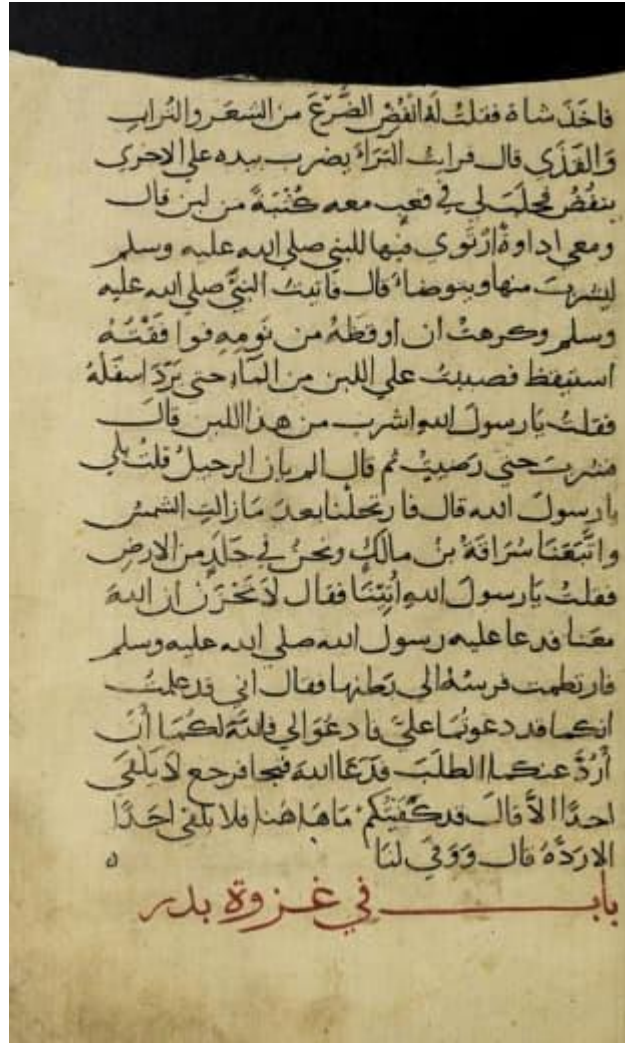 فاخذ شاة فقلت له انفض الضرع من الشعر والتراب
والقذى قال فرايت البراء يضرب بيده على الاخرى
ينفض فحلب لي في قعب معه كثبة من لبن قال
ومعي اداوة ارتوي فيها للنبي صلى الله عليه وسلم
ليشرب منها ويتوضاء قال فاتيت النبي صلى الله عليه
وسلم وكرهت ان اوقظه من نومه فوافقته
استيقظ فصببت على اللبن من الماء حتى برد اسفله
فقلت يا رسول الله اشرب من هذا اللبن قال
فشرب حتى رضيت ثم قال الم يان الرحيل قلت بلى
يا رسول الله قال فارتحلنا بعد ما زالت الشمس
واتبعنا سراقة بن مالك ونحن في جلد من الارض
فقلت يا رسول الله اتينا فقال لا تحزن ان الله
معنا فدعا عليه رسول الله صلى الله عليه وسلم
فارتطمت فرسه الى بطنها فقال اني قد علمت
انكما قد دعوتما علي فادعوا لي فالله لكما أن
أرد عنكما الطلب فدعا الله فنجا فرجع لا يلقى
احدا الا قال قد كفيتكم ما هاهنا فلا يلقى احدا
الا رده قال ووفى لنا ه
باب في غزوة بدر